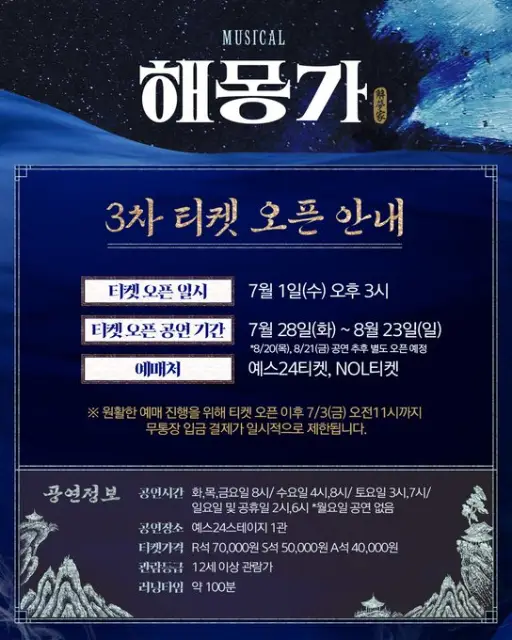 MUSICAL
해몽가
解夢家
3차 티켓 오픈 안내
티켓 오픈 일시 7월 1일(수) 오후 3시
티켓 오픈 공연 기간 7월 28일(화) ~ 8월 23일(일)
*8/20(목), 8/21(금) 공연 추후 별도 오픈 예정
예매처 예스24티켓, NOL티켓
※ 원활한 예매 진행을 위해 티켓 오픈 이후 7/3(금) 오전11시까지
무통장 입금 결제가 일시적으로 제한됩니다.
공연정보
공연시간 화,목,금요일 8시/ 수요일 4시,8시/ 토요일 3시,7시/
일요일 및 공휴일 2시,6시 *월요일 공연 없음
공연장소 예스24스테이지 1관
티켓가격 R석 70,000원 S석 50,000원 A석 40,000원
관람등급 12세 이상 관람가
러닝타임 약 100분